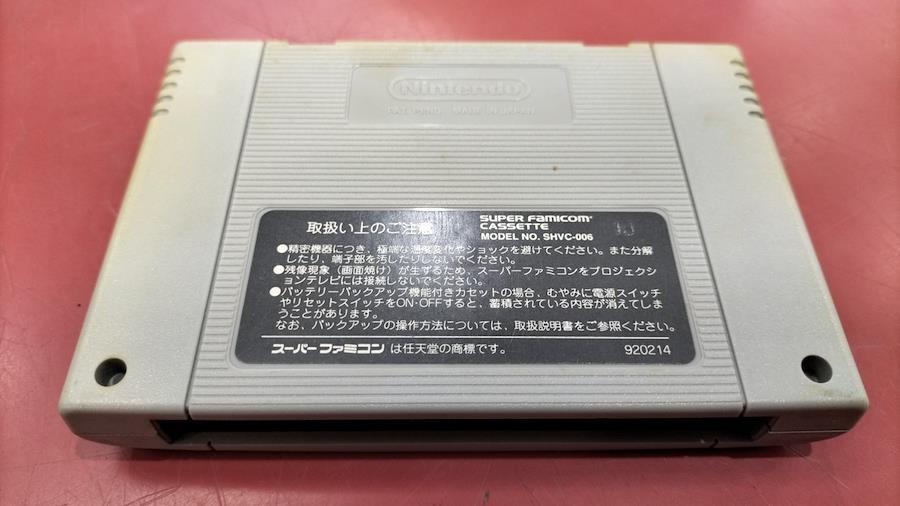 Nintendo
PAT. PEND. MADE IN JAPAN
取扱い上のご注意
SUPER FAMICOM
CASSETTE
MODEL NO. SHVC-006
●精密機器につき、極端な温度変化やショックを避けてください。また分解
したり、端子部を汚したりしないでください。
●残像現象(画面焼け)が生ずるため、スーパーファミコンをプロジェクシ
ョンテレビには接続しないでください。
●バッテリーバックアップ機能付きカセットの場合、むやみに電源スイッチ
やリセットスイッチをON・OFFすると、蓄積されている内容が消えてしま
うことがあります。
なお、バックアップの操作方法については、取扱説明書をご参照ください。
スーパーファミコンは任天堂の商標です。
920214